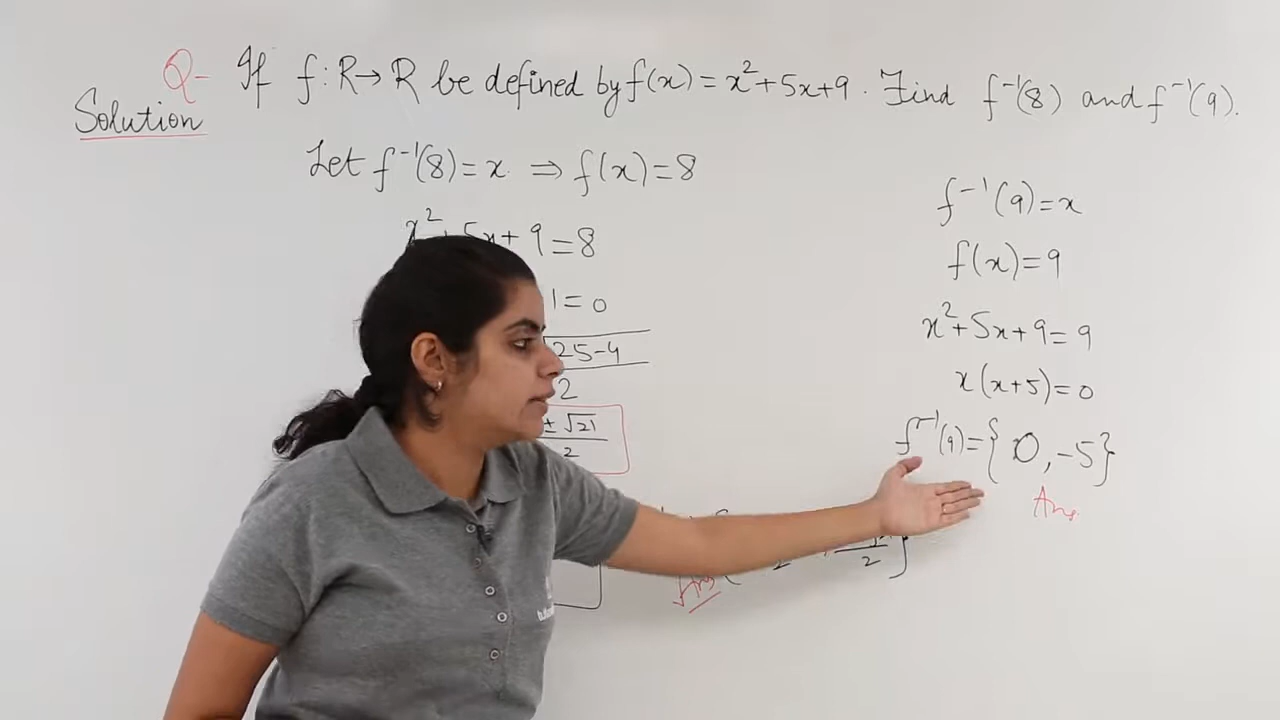 Q- If f: R→R be defined by f(x) = x²+5x+9. Find f⁻¹(8) and f⁻¹(9).
Solution
Let f⁻¹(8) = x. ⇒ f(x) = 8
x² + 5x + 9 = 8
1 = 0
25-4
2
± √21
2
Ans
2
f⁻¹(9) = x
f(x) = 9
x²+5x+9 = 9
x(x+5) = 0
f⁻¹(9) = {0, -5}
Ans